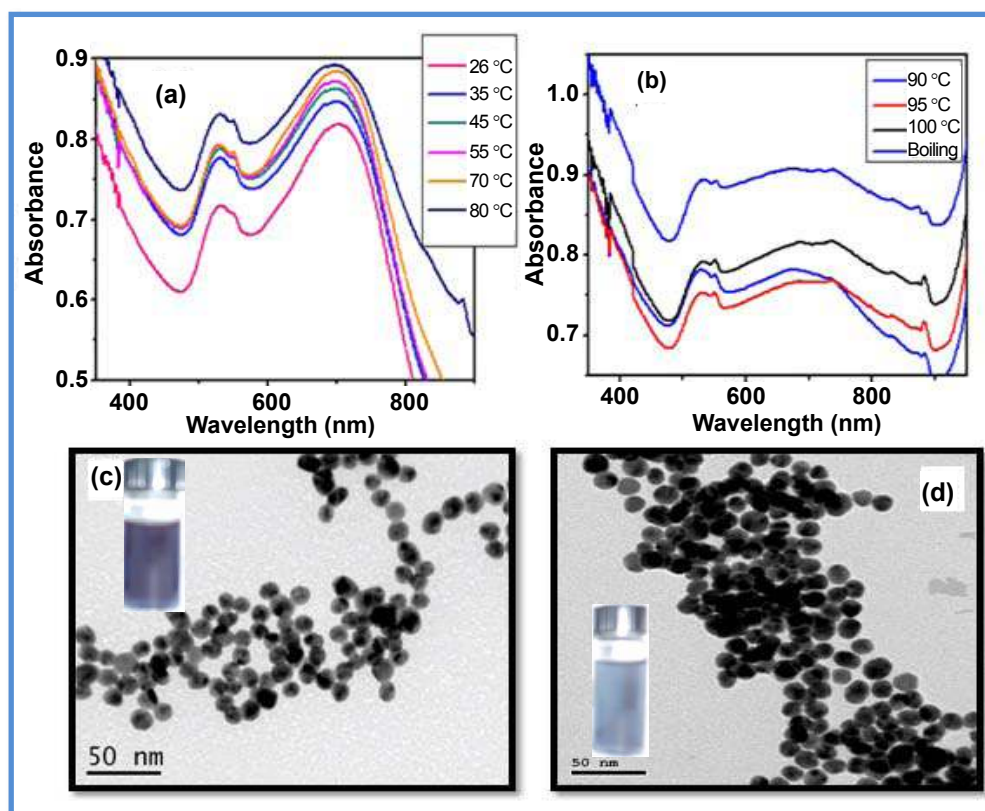 (a)
0.9
0.8
0.7
0.6
0.5
Absorbance
400
600
800
Wavelength (nm)
26 °C
35 °C
45 °C
55 °C
70 °C
80 °C
(b)
1.0
0.9
0.8
0.7
Absorbance
400
600
800
Wavelength (nm)
90 °C
95 °C
100 °C
Boiling
(c)
50 nm
(d)
50 nm